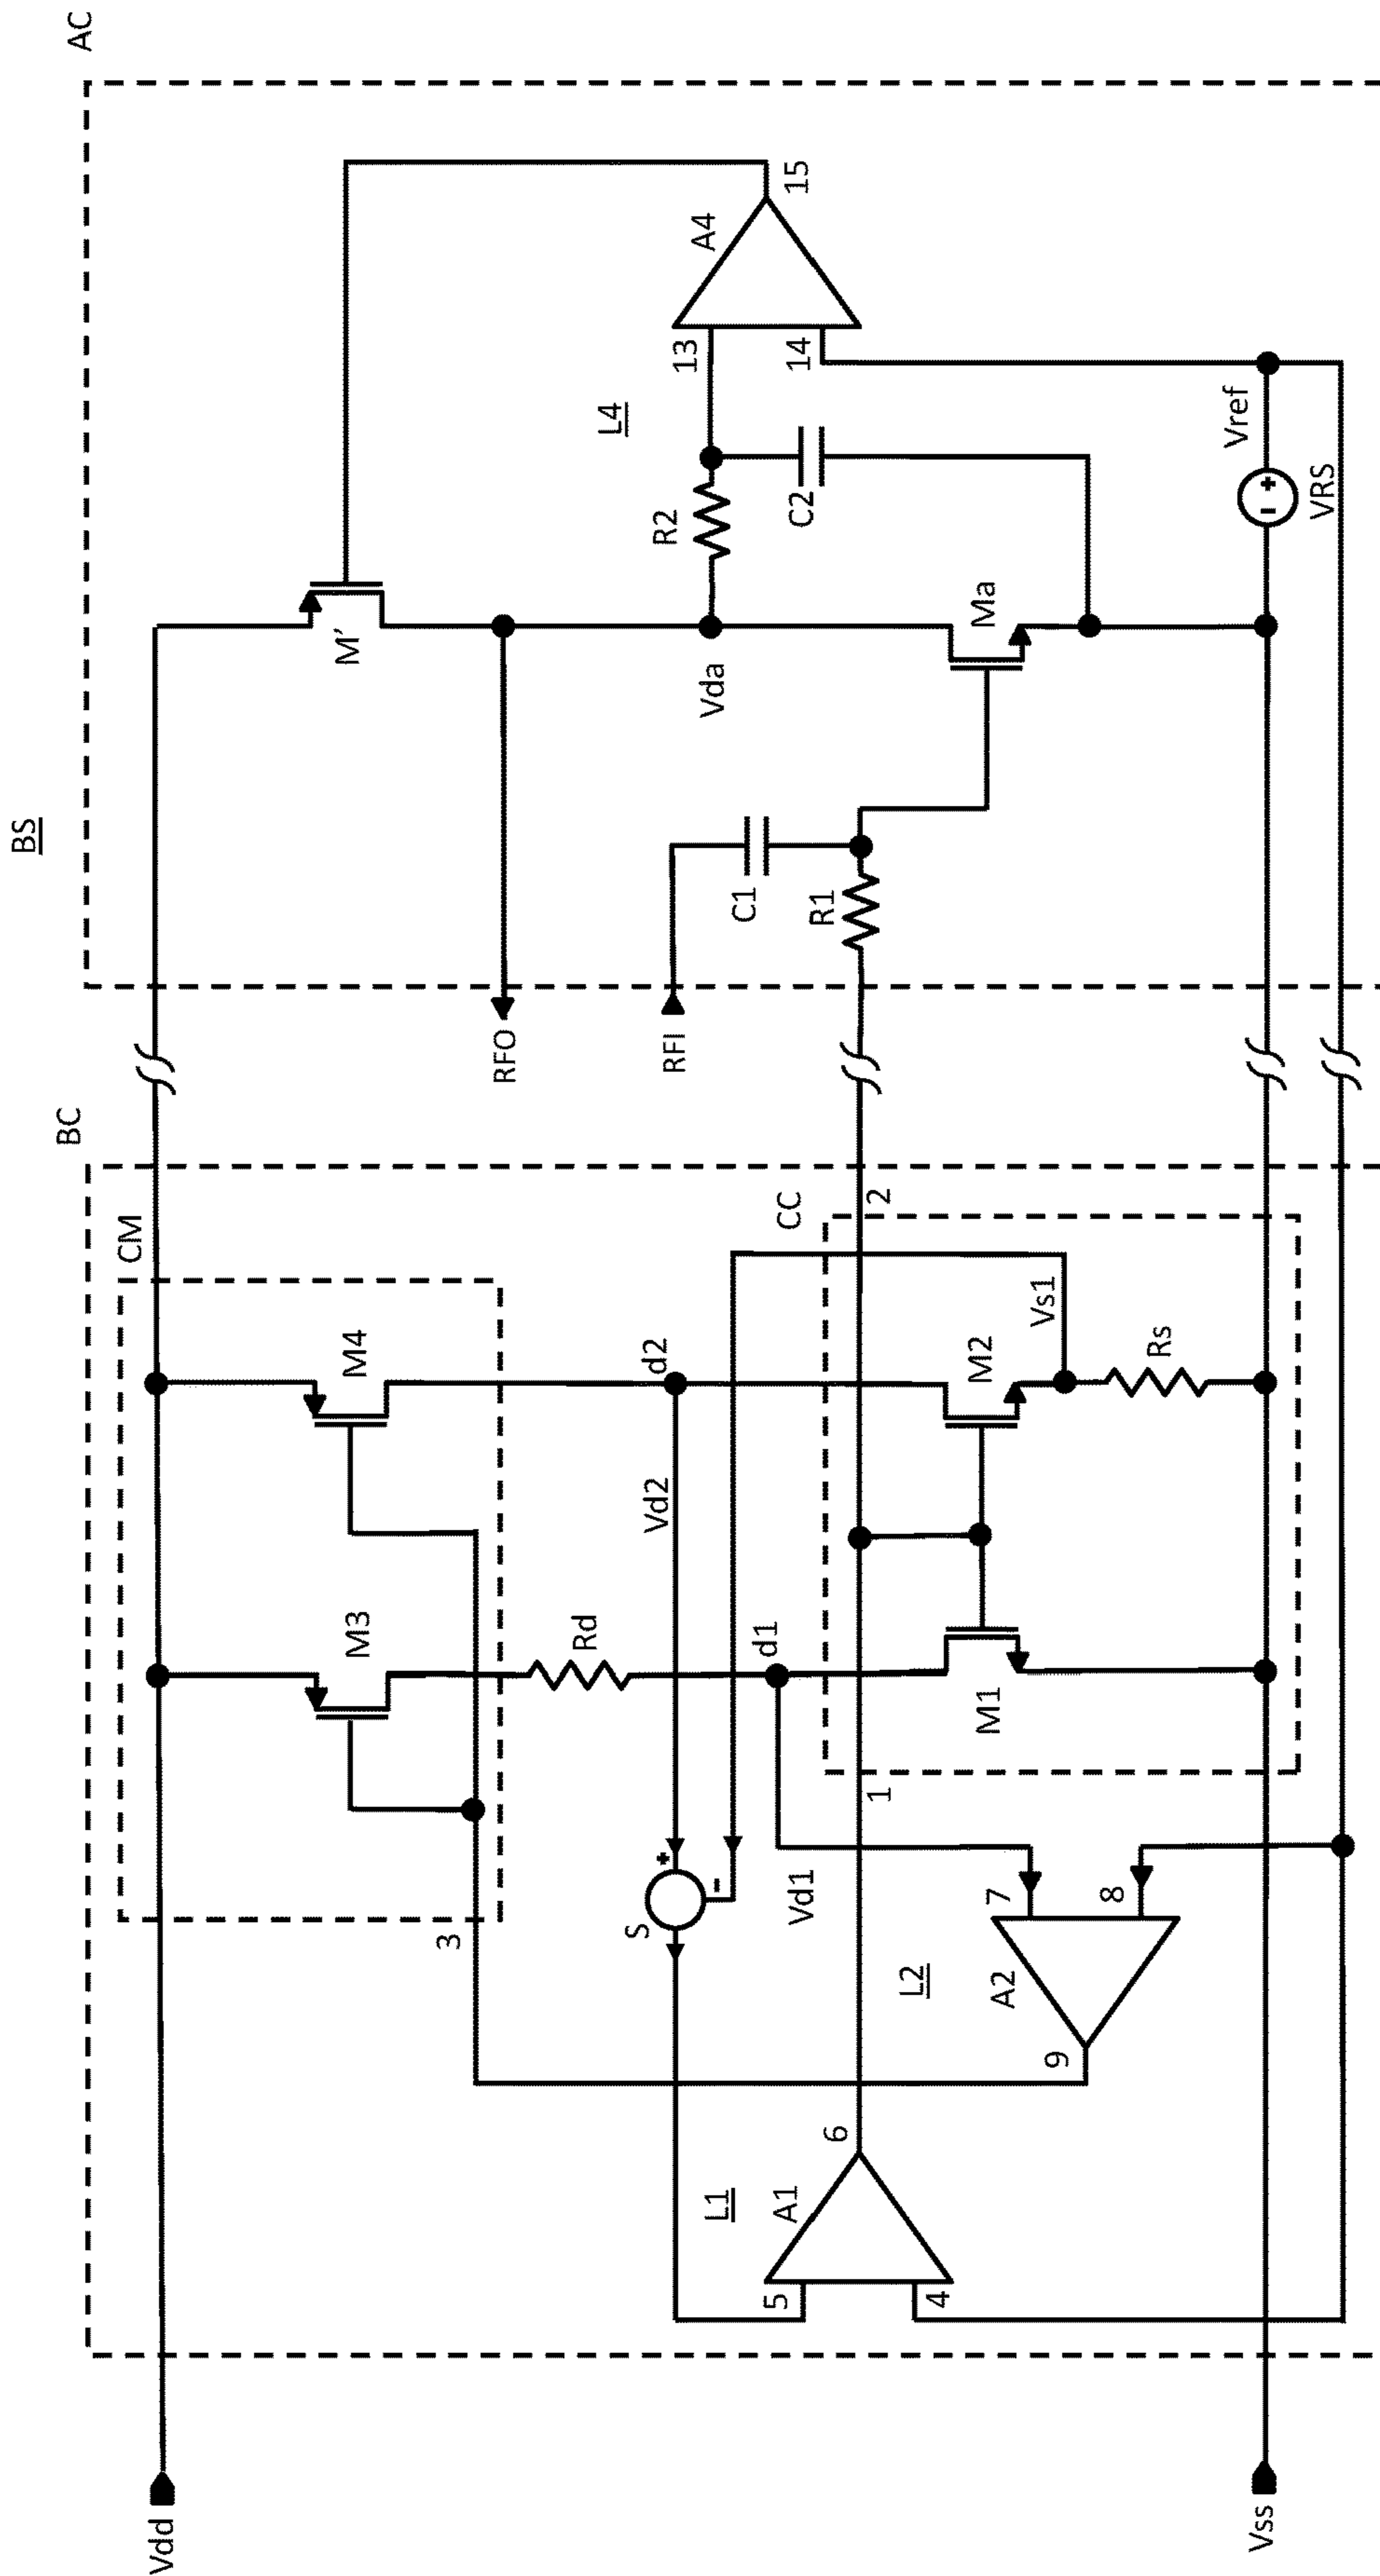 BS
AC
BC
CM
CC
Vdd
Vss
M3
M4
M'
RFO
RFI
Rd
d1
d2
Vd2
Vd1
Vs1
S
+
-
3
1
2
M1
M2
Rs
L1
A1
5
4
6
L2
A2
7
8
9
C1
R1
Vda
Ma
R2
C2
L4
A4
13
14
15
Vref
- +
VRS